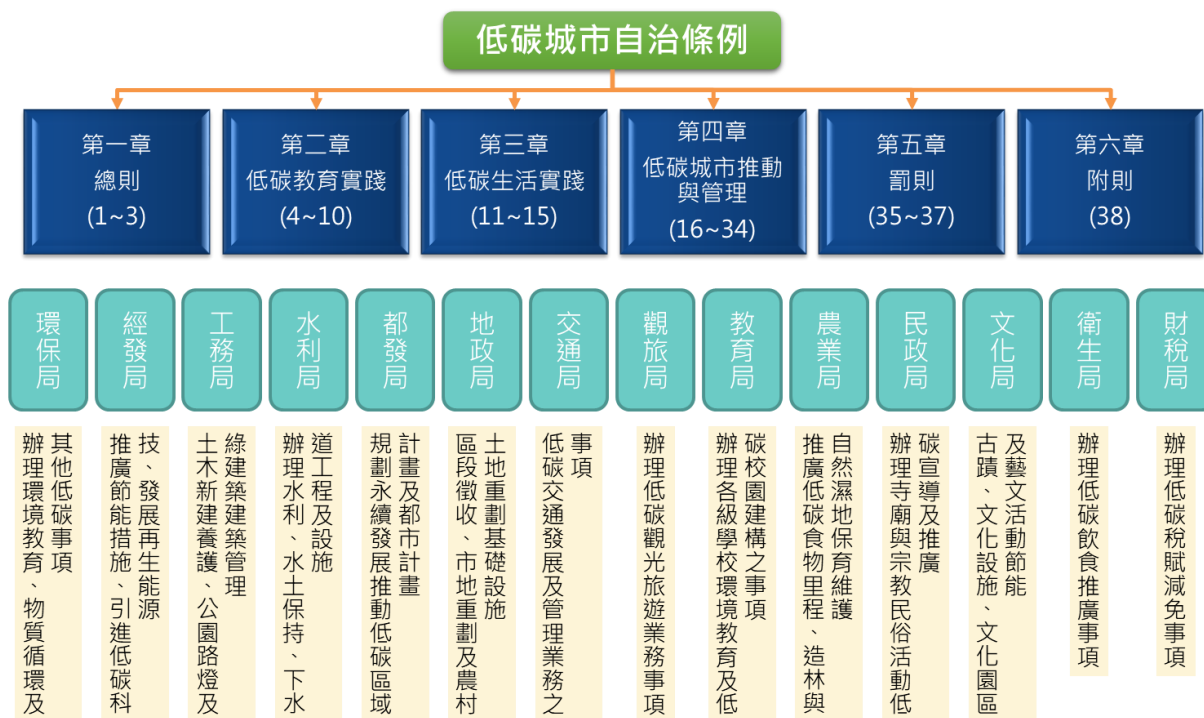 低碳城市自治條例
第一章
總則
(1~3)
第二章
低碳教育實踐
(4~10)
第三章
低碳生活實踐
(11~15)
第四章
低碳城市推動
與管理
(16~34)
第五章
罰則
(35~37)
第六章
附則
(38)
環保局
辦理環境教育、物質循環及
其他低碳事項
經發局
推廣節能措施、引進低碳科
技、發展再生能源
工務局
土木新建養護、公園路燈及
綠建築建築管理
水利局
辦理水利、水土保持、下水
道工程及設施
都發局
規劃永續發展推動低碳區域
計畫及都市計畫
地政局
區段徵收、市地重劃及農村
土地重劃基礎設施
交通局
低碳交通發展及管理業務之
事項
觀旅局
辦理低碳觀光旅遊業務事項
教育局
辦理各級學校環境教育及低
碳校園建構之事項
農業局
推廣低碳食物里程、造林與
自然濕地保育維護
民政局
辦理寺廟與宗教民俗活動低
碳宣導及推廣
文化局
古蹟、文化設施、文化園區
及藝文活動節能
衛生局
辦理低碳飲食推廣事項
財稅局
辦理低碳稅賦減免事項